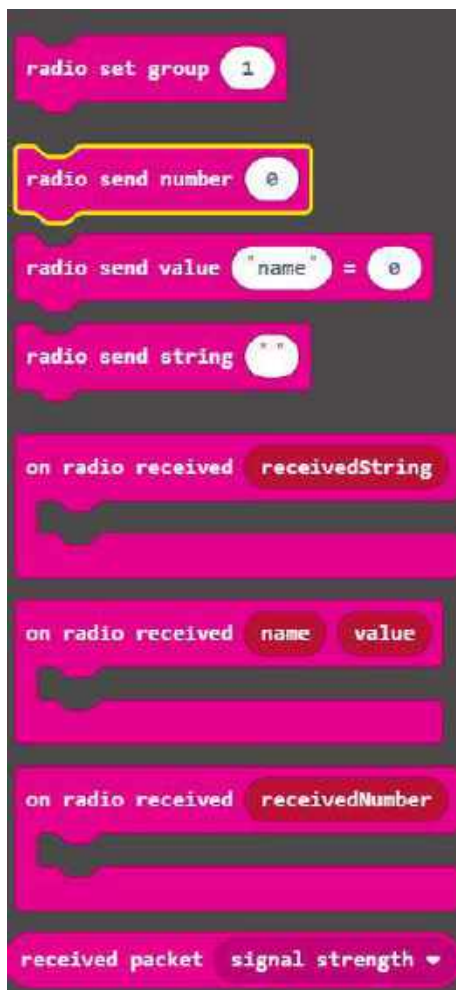 radio set group 1
radio send number 0
radio send value "name" = 0
radio send string " "
on radio received receivedString
on radio received name value
on radio received receivedNumber
received packet signal strength